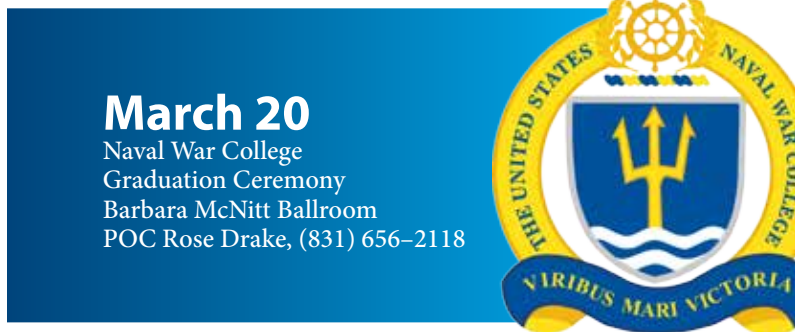 March 20
Naval War College
Graduation Ceremony
Barbara McNitt Ballroom
POC Rose Drake, (831) 656–2118
THE UNITED STATES NAVAL WAR COLLEGE
VIRIBUS MARI VICTORIA